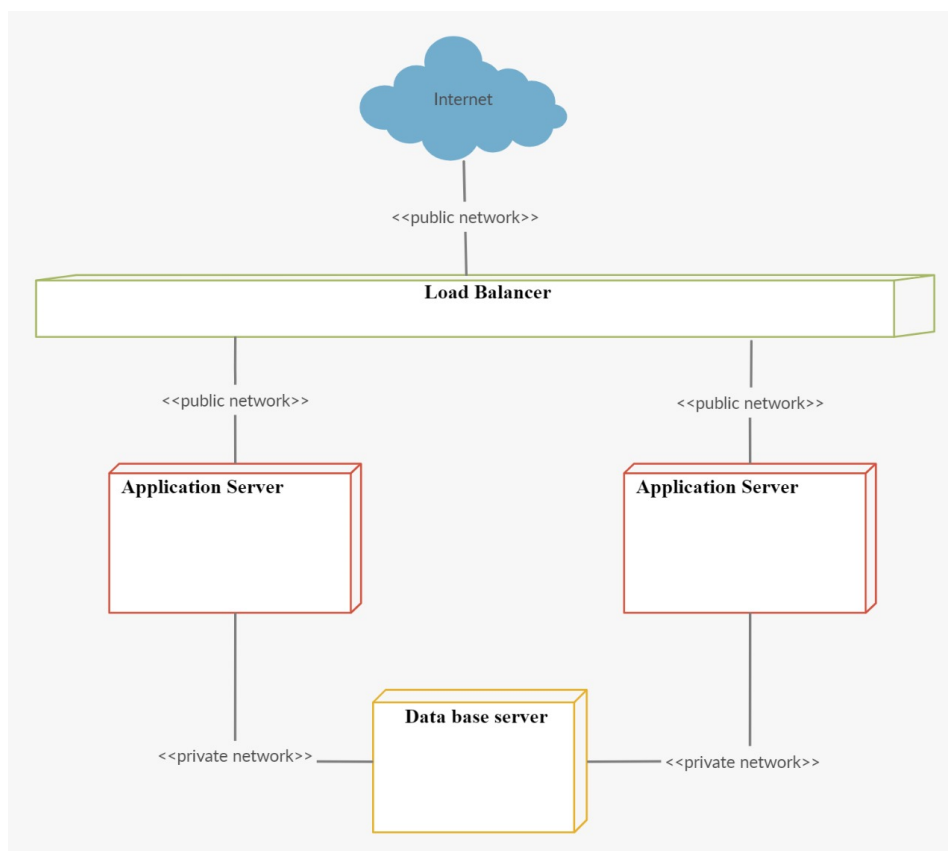 Internet
<<public network>>
Load Balancer
<<public network>>
<<public network>>
Application Server
Application Server
Data base server
<<private network>>
<<private network>>